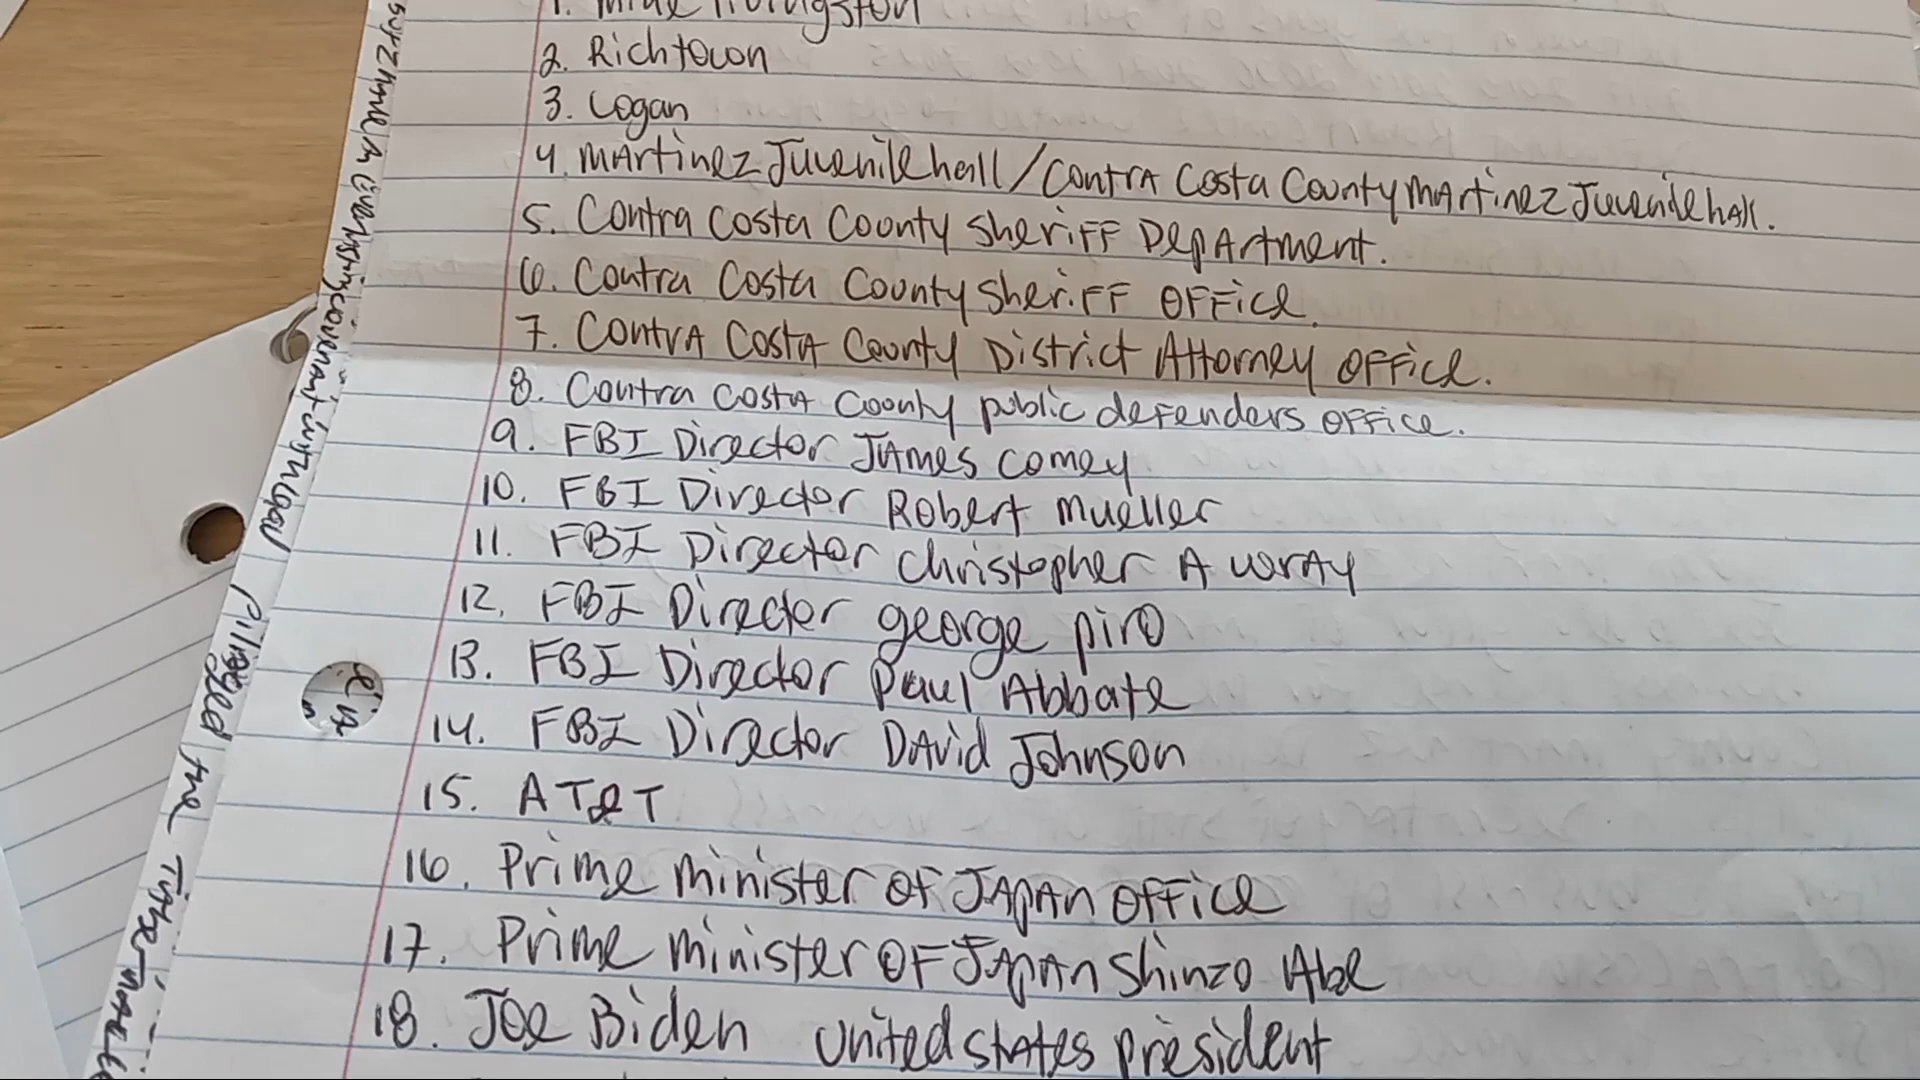 2. Richtown
3. Logan
4. MArtinez Juvenile hall / ContrA Costa County MArtinez Juvenile hAll.
5. Contra Costa County SheriFF DepArtment.
6. Contra Costa County SheriFF OFFice.
7. ContrA CostA County District Attorney OFFice.
8. Contra CostA County public deFenders OFFice.
9. FBI Director JAmes Comey
10. FBI Director Robert Mueller
11. FBI Director Christopher A WrAy
12. FBI Director george piro
13. FBI Director Paul Abbate
14. FBI Director DAvid Johnson
15. AT&T
16. Prime minister OF JApAn OFFice
17. Prime minister OF JApAn Shinzo Abe
18. JOe Biden United StAtes president
the